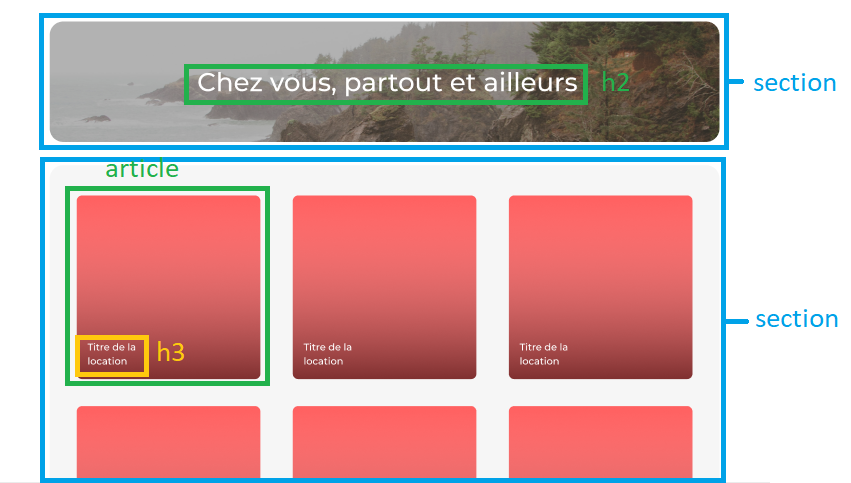 Chez vous, partout et ailleurs h2
section
article
Titre de la
location
h3
Titre de la
location
Titre de la
location
section